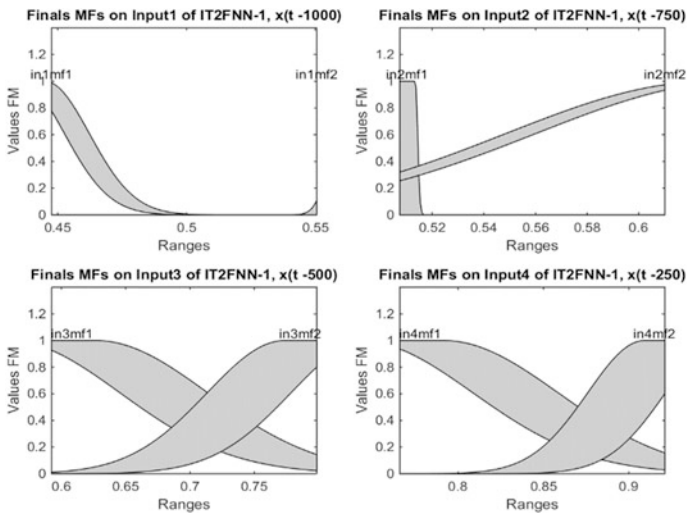 Finals MFs on Input1 of IT2FNN-1, x(t -1000)
in1mf1
in1mf2
1.2
1
0.8
0.6
0.4
0.2
0
Values FM
0.45
0.5
0.55
Ranges
Finals MFs on Input2 of IT2FNN-1, x(t -750)
in2mf1
in2mf2
1.2
1
0.8
0.6
0.4
0.2
0
Values FM
0.52
0.54
0.56
0.58
0.6
Ranges
Finals MFs on Input3 of IT2FNN-1, x(t -500)
in3mf1
in3mf2
1.2
1
0.8
0.6
0.4
0.2
0
Values FM
0.6
0.65
0.7
0.75
Ranges
Finals MFs on Input4 of IT2FNN-1, x(t -250)
in4mf1
in4mf2
1.2
1
0.8
0.6
0.4
0.2
0
Values FM
0.8
0.85
0.9
Ranges